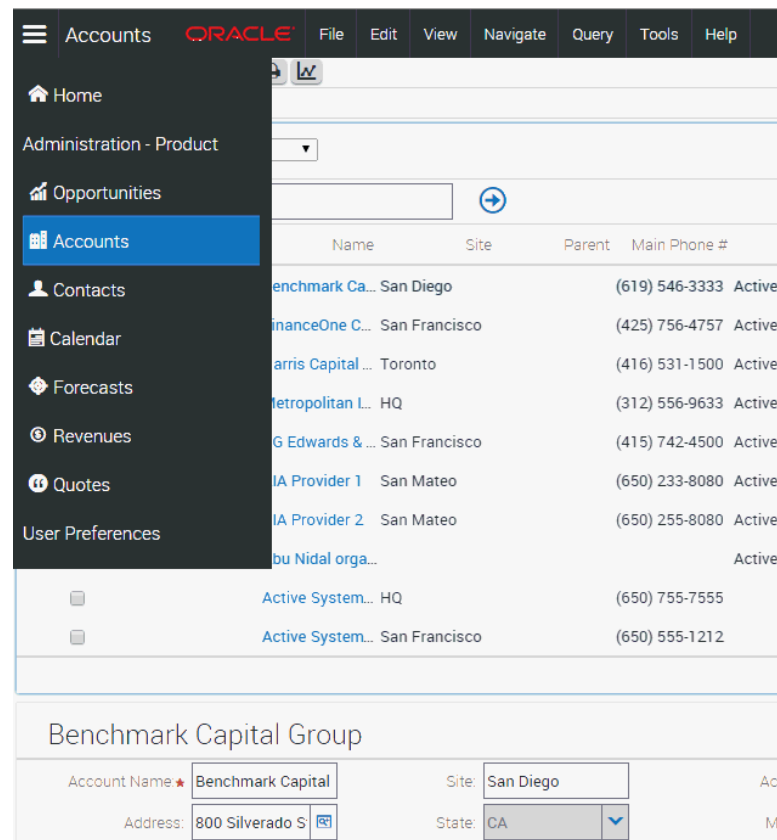 Accounts ORACLE File Edit View Navigate Query Tools Help
Home
Administration - Product
Opportunities
Accounts
Contacts
Calendar
Forecasts
Revenues
Quotes
User Preferences
Name Site Parent Main Phone #
enchmark Ca... San Diego (619) 546-3333 Active
inanceOne C... San Francisco (425) 756-4757 Active
arris Capital ... Toronto (416) 531-1500 Active
Metropolitan I... HQ (312) 556-9633 Active
G Edwards & ... San Francisco (415) 742-4500 Active
IA Provider 1 San Mateo (650) 233-8080 Active
IA Provider 2 San Mateo (650) 255-8080 Active
bu Nidal orga... Active
Active System... HQ (650) 755-7555
Active System... San Francisco (650) 555-1212
Benchmark Capital Group
Account Name: Benchmark Capital Site: San Diego Ac
Address: 800 Silverado S State: CA M